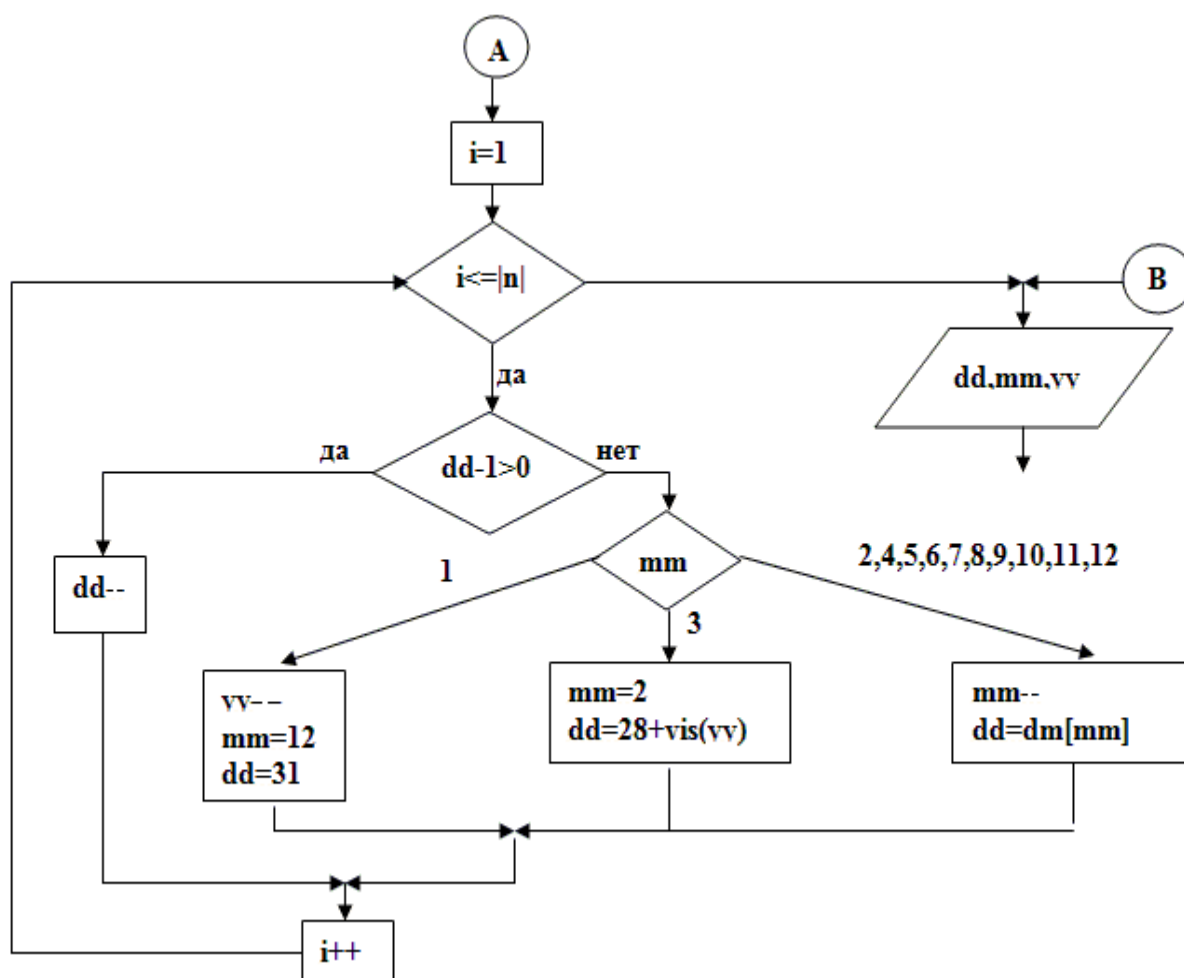 A
i=1
i<=|n|
B
dd,mm,vv
да
да
dd-1>0
нет
mm
2,4,5,6,7,8,9,10,11,12
1
3
dd--
vv--
mm=12
dd=31
mm=2
dd=28+vis(vv)
mm--
dd=dm[mm]
i++